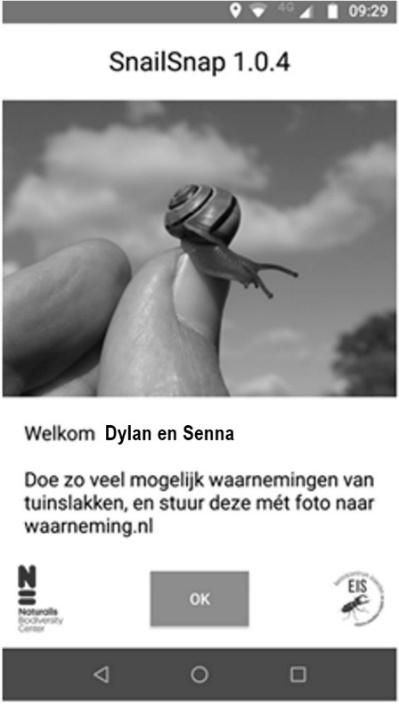 4G 09:29
SnailSnap 1.0.4
Welkom Dylan en Senna
Doe zo veel mogelijk waarnemingen van
tuinslakken, en stuur deze mét foto naar
waarneming.nl
OK
Naturalis
Biodiversity
Center
EIS